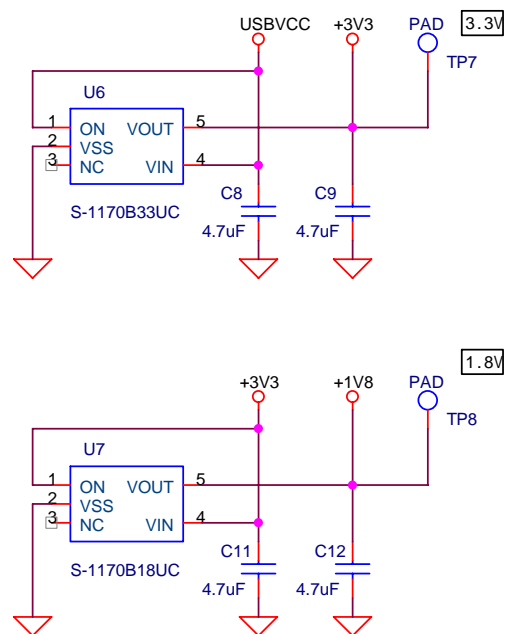 USBVCC +3V3 PAD 3.3V
TP7
U6
1 ON VOUT 5
2 VSS
3 NC VIN 4
C8 C9
S-1170B33UC
4.7uF 4.7uF
1.8V
+3V3 +1V8 PAD
TP8
U7
1 ON VOUT 5
2 VSS
3 NC VIN 4
C11 C12
S-1170B18UC
4.7uF 4.7uF